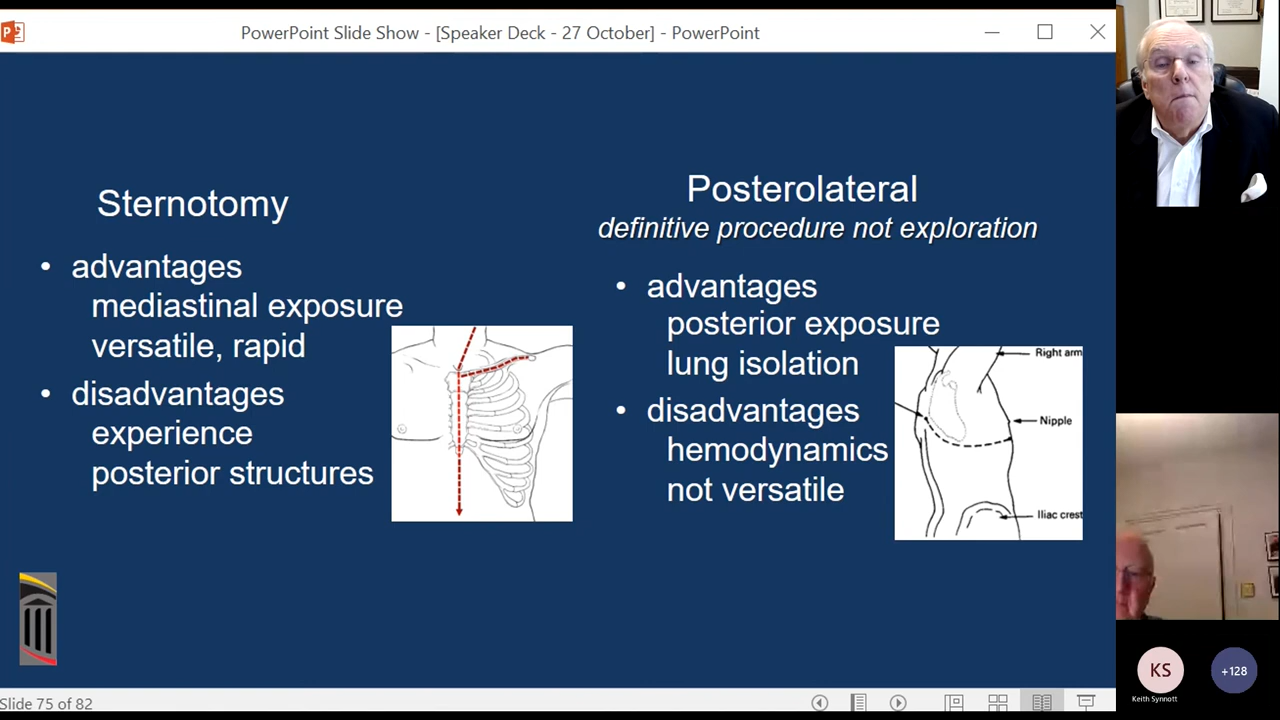 PowerPoint Slide Show - [Speaker Deck - 27 October] - PowerPoint
Sternotomy
• advantages
mediastinal exposure
versatile, rapid
• disadvantages
experience
posterior structures
Posterolateral
definitive procedure not exploration
• advantages
posterior exposure
lung isolation
• disadvantages
hemodynamics
not versatile
Right arm
Nipple
Iliac crest
KS
+128
Keith Synnott
Slide 75 of 82